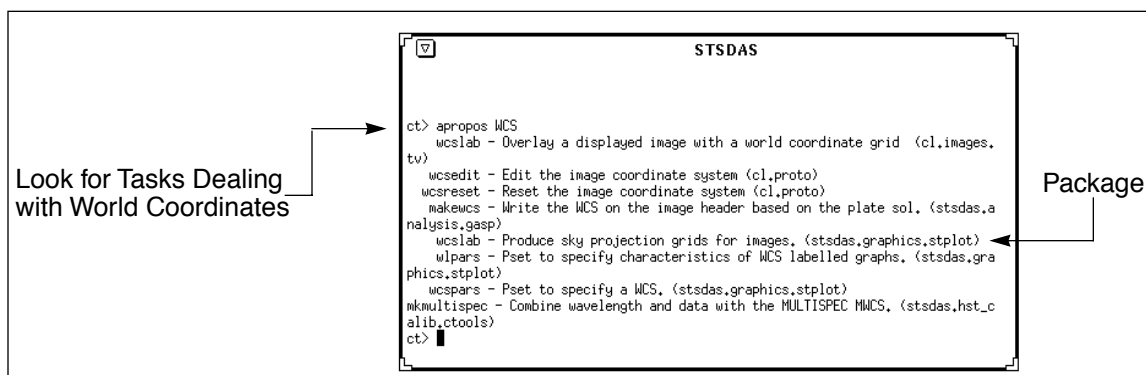 STSDAS
ct> apropos WCS
wcslab - Overlay a displayed image with a world coordinate grid (cl.images.
tv)
wcsedit - Edit the image coordinate system (cl.proto)
wcsreset - Reset the image coordinate system (cl.proto)
makewcs - Write the WCS on the image header based on the plate sol. (stsdas.a
nalysis.gasp)
wcslab - Produce sky projection grids for images. (stsdas.graphics.stplot)
wlpars - Pset to specify characteristics of WCS labelled graphs. (stsdas.gra
phics.stplot)
wcspars - Pset to specify a WCS. (stsdas.graphics.stplot)
mkmultispec - Combine wavelength and data with the MULTISPEC MWCS. (stsdas.hst_c
alib.ctools)
ct>
Look for Tasks Dealing
with World Coordinates
Package